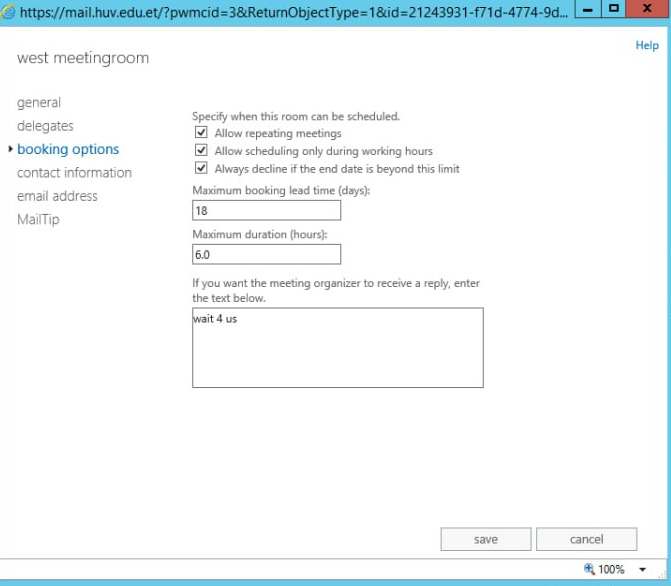 https://mail.huv.edu.et/?pwmcid=3&ReturnObjectType=1&id=21243931-f71d-4774-9d...
Help
west meetingroom
general
delegates
booking options
contact information
email address
MailTip
Specify when this room can be scheduled.
Allow repeating meetings
Allow scheduling only during working hours
Always decline if the end date is beyond this limit
Maximum booking lead time (days):
18
Maximum duration (hours):
6.0
If you want the meeting organizer to receive a reply, enter
the text below.
wait 4 us
save
cancel
100%